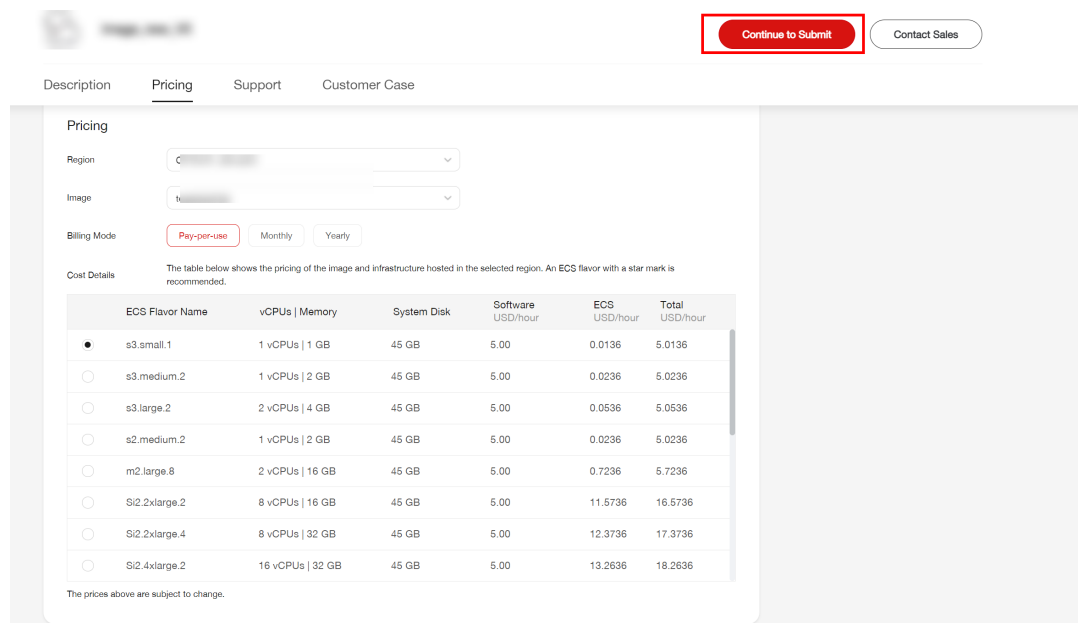 Continue to Submit
Contact Sales
Description Pricing Support Customer Case
Pricing
Region
Image
Billing Mode Pay-per-use Monthly Yearly
Cost Details The table below shows the pricing of the image and infrastructure hosted in the selected region. An ECS flavor with a star mark is
recommended.
ECS Flavor Name vCPUs | Memory System Disk Software USD/hour ECS USD/hour Total USD/hour
s3.small.1 1 vCPUs | 1 GB 45 GB 5.00 0.0136 5.0136
s3.medium.2 1 vCPUs | 2 GB 45 GB 5.00 0.0236 5.0236
s3.large.2 2 vCPUs | 4 GB 45 GB 5.00 0.0536 5.0536
s2.medium.2 1 vCPUs | 2 GB 45 GB 5.00 0.0236 5.0236
m2.large.8 2 vCPUs | 16 GB 45 GB 5.00 0.7236 5.7236
Si2.2xlarge.2 8 vCPUs | 16 GB 45 GB 5.00 11.5736 16.5736
Si2.2xlarge.4 8 vCPUs | 32 GB 45 GB 5.00 12.3736 17.3736
Si2.4xlarge.2 16 vCPUs | 32 GB 45 GB 5.00 13.2636 18.2636
The prices above are subject to change.